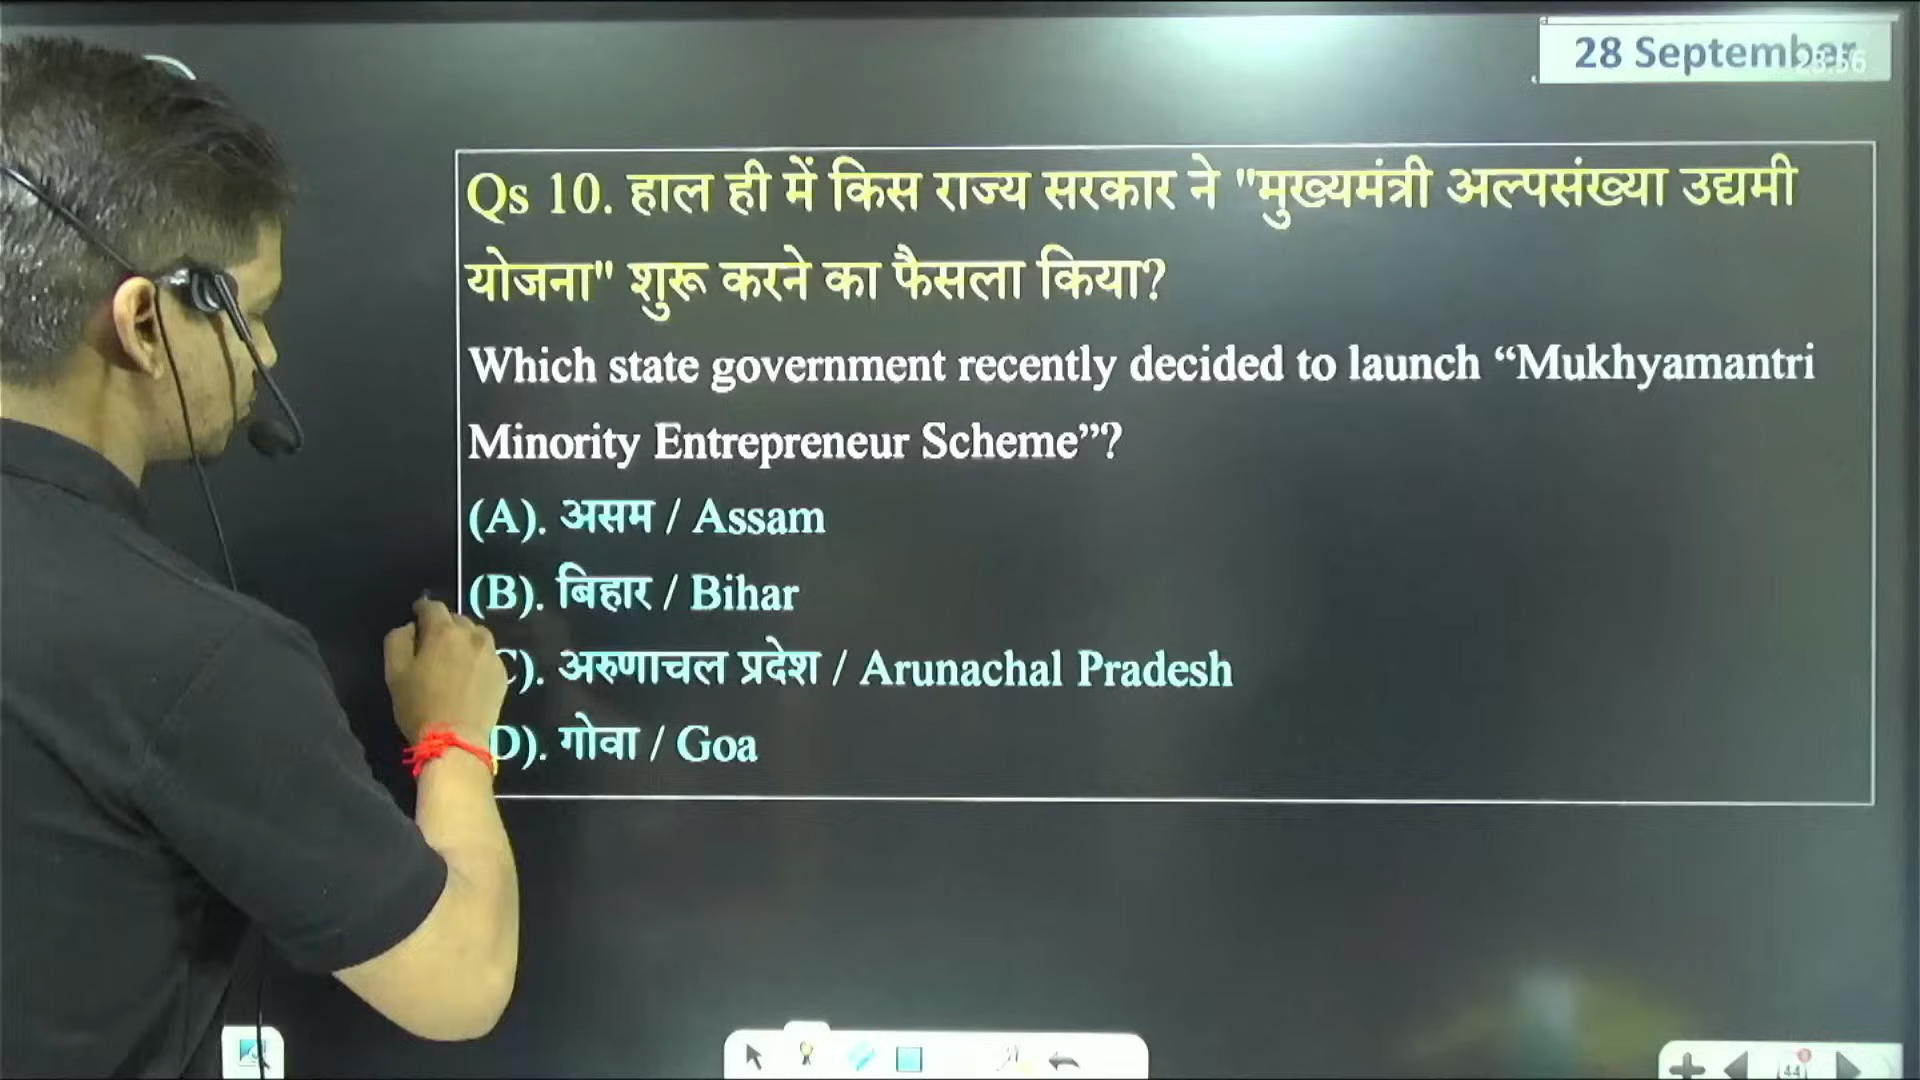 28 September
Qs 10. हाल ही में किस राज्य सरकार ने "मुख्यमंत्री अल्पसंख्या उद्यमी
योजना" शुरू करने का फैसला किया?
Which state government recently decided to launch “Mukhyamantri
Minority Entrepreneur Scheme”?
(A). असम / Assam
(B). बिहार / Bihar
C). अरुणाचल प्रदेश / Arunachal Pradesh
D). गोवा / Goa
44